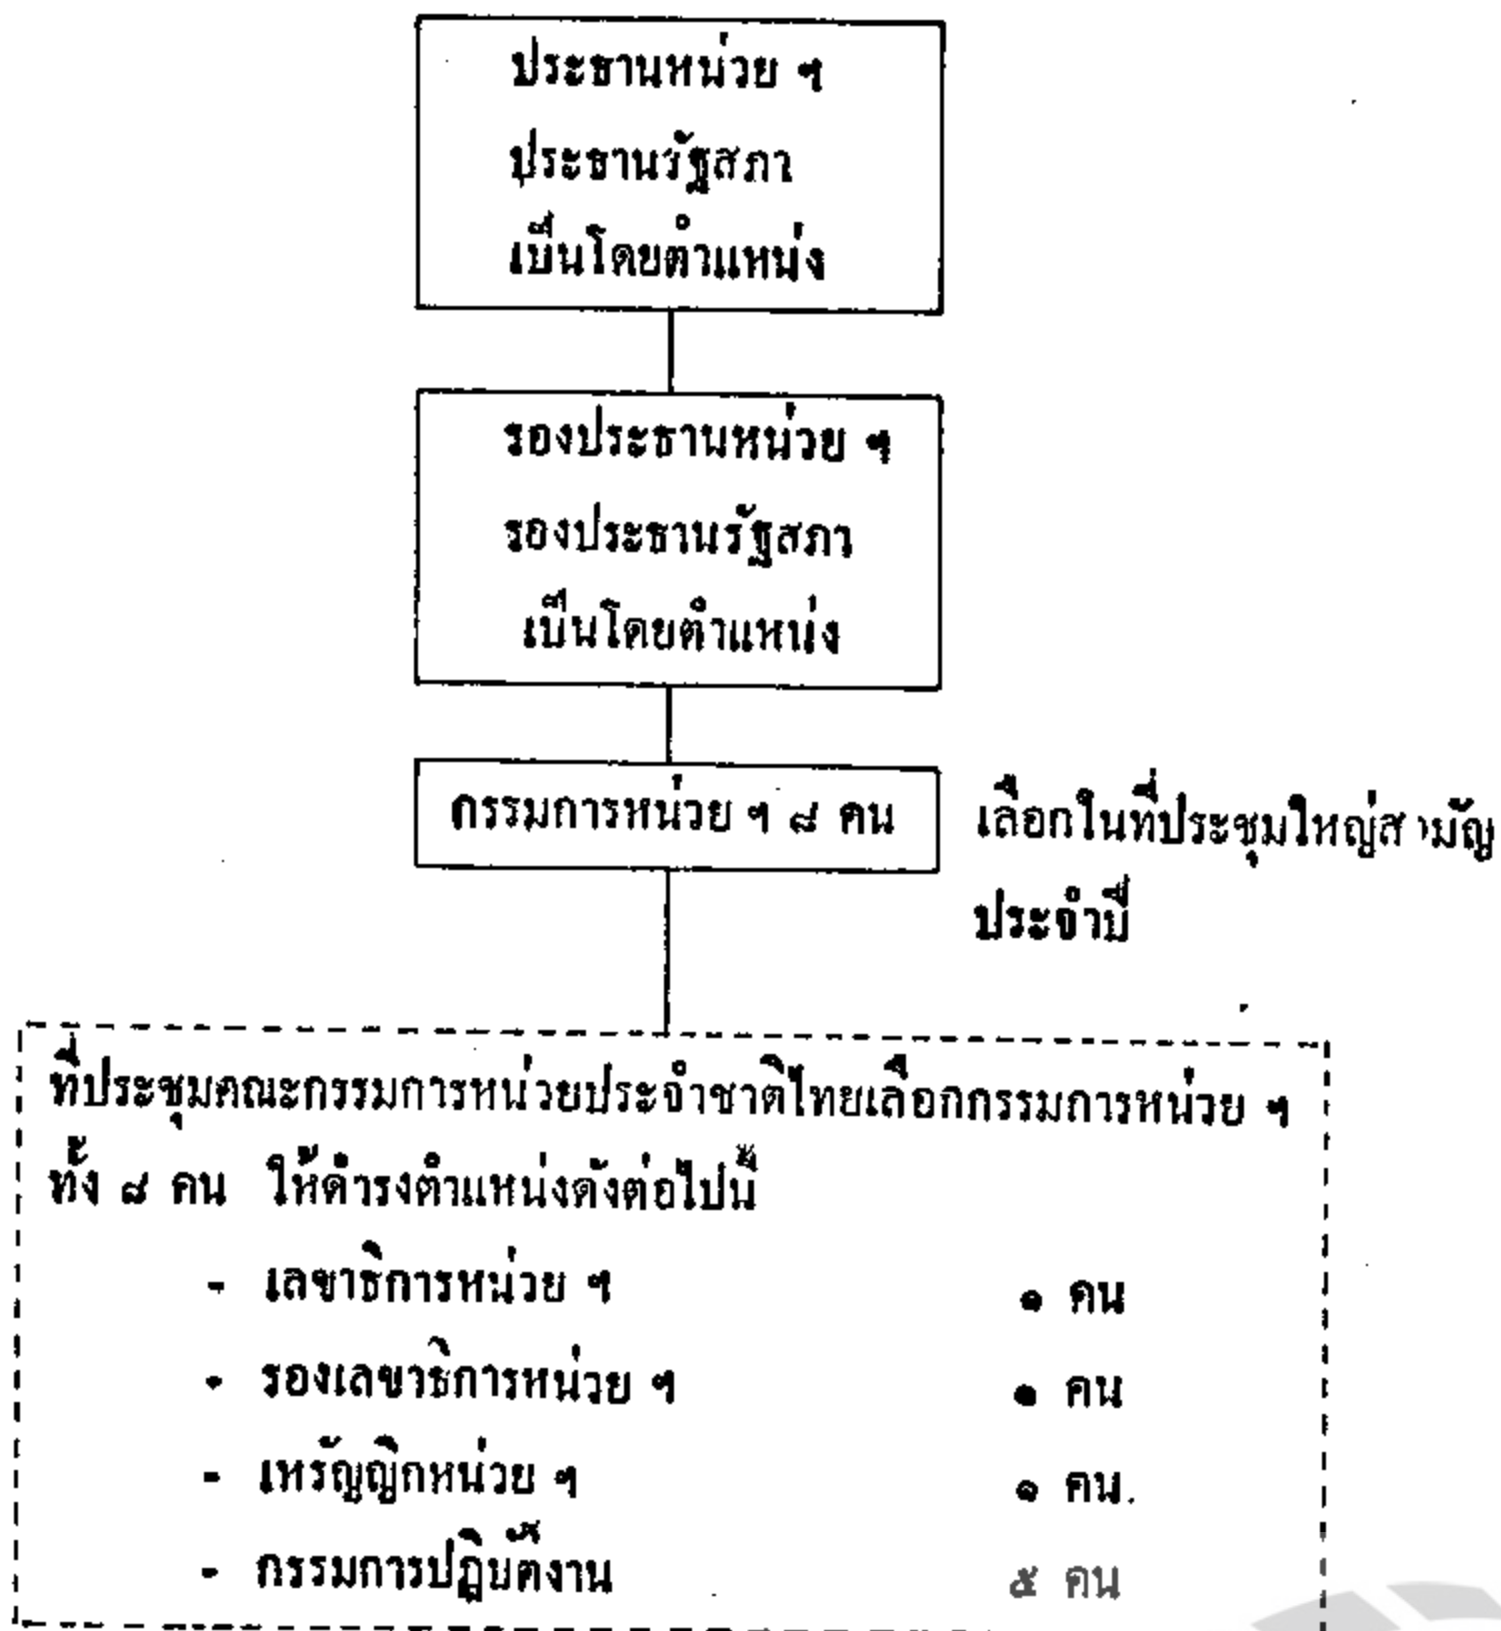 ประธานหน่วย ฯ
ประธานรัฐสภา
เป็นโดยตำแหน่ง
รองประธานหน่วย ฯ
รองประธานรัฐสภา
เป็นโดยตำแหน่ง
กรรมการหน่วย ฯ ๘ คน
เลือกในที่ประชุมใหญ่สามัญ
ประจำปี
ที่ประชุมคณะกรรมการหน่วยประจำชาติไทยเลือกกรรมการหน่วย ฯ
ทั้ง ๘ คน ให้ดำรงตำแหน่งดังต่อไปนี้
- เลขาธิการหน่วย ฯ ๑ คน
- รองเลขาธิการหน่วย ฯ ๑ คน
- เหรัญญิกหน่วย ฯ ๑ คน.
- กรรมการปฏิบัติงาน ๕ คน